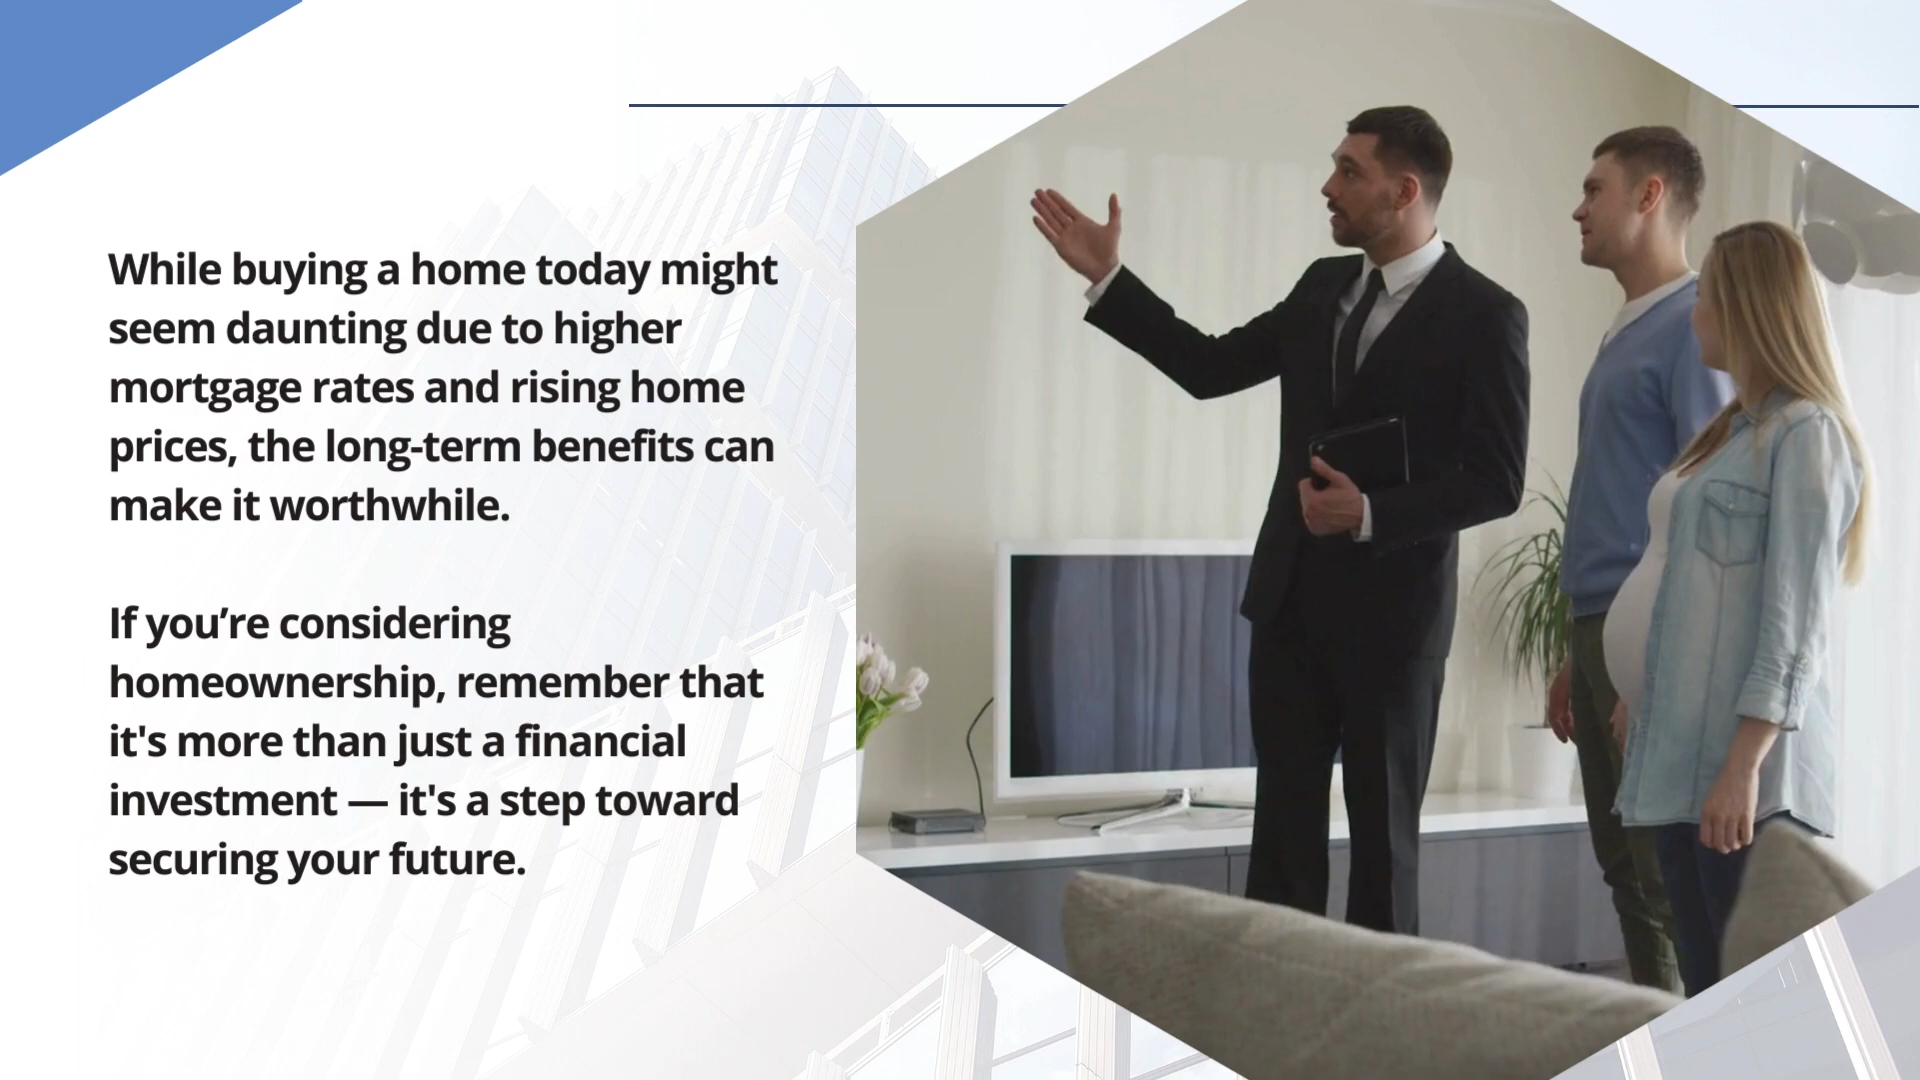 While buying a home today might
seem daunting due to higher
mortgage rates and rising home
prices, the long-term benefits can
make it worthwhile.
If you’re considering
homeownership, remember that
it's more than just a financial
investment — it's a step toward
securing your future.